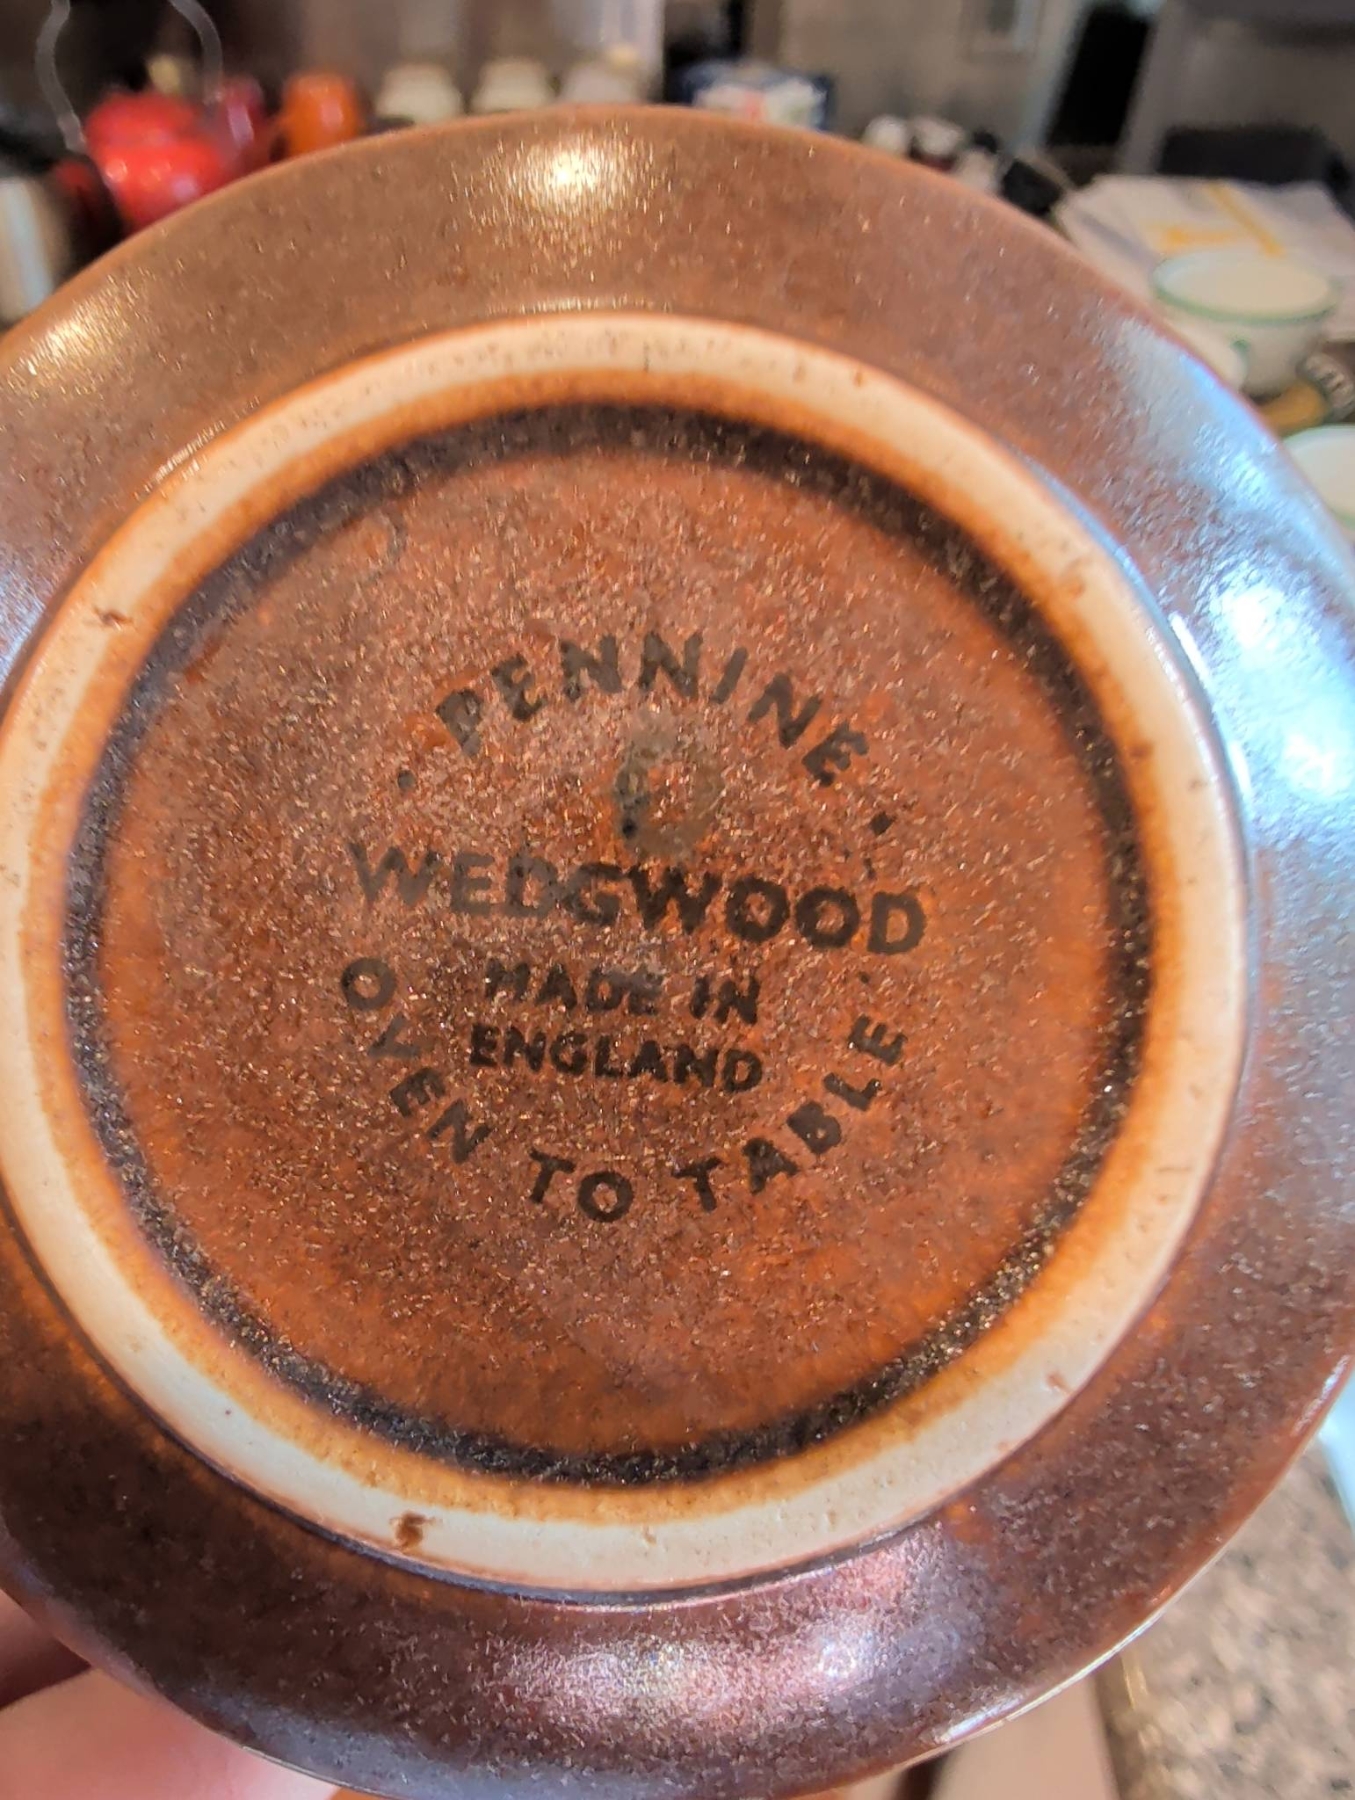 · PENNINE ·
WEDGWOOD
MADE IN
ENGLAND
OVEN TO TABLE